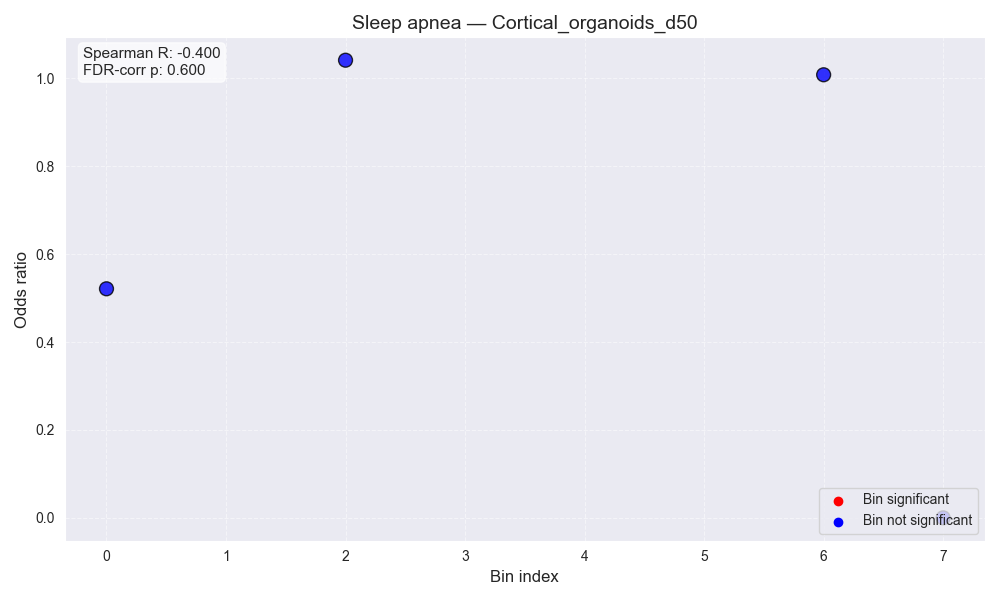 Sleep apnea — Cortical_organoids_d50
Spearman R: -0.400
FDR-corr p: 0.600
1.0
0.8
0.6
0.4
0.2
0.0
Odds ratio
Bin significant
Bin not significant
0 1 2 3 4 5 6 7
Bin index